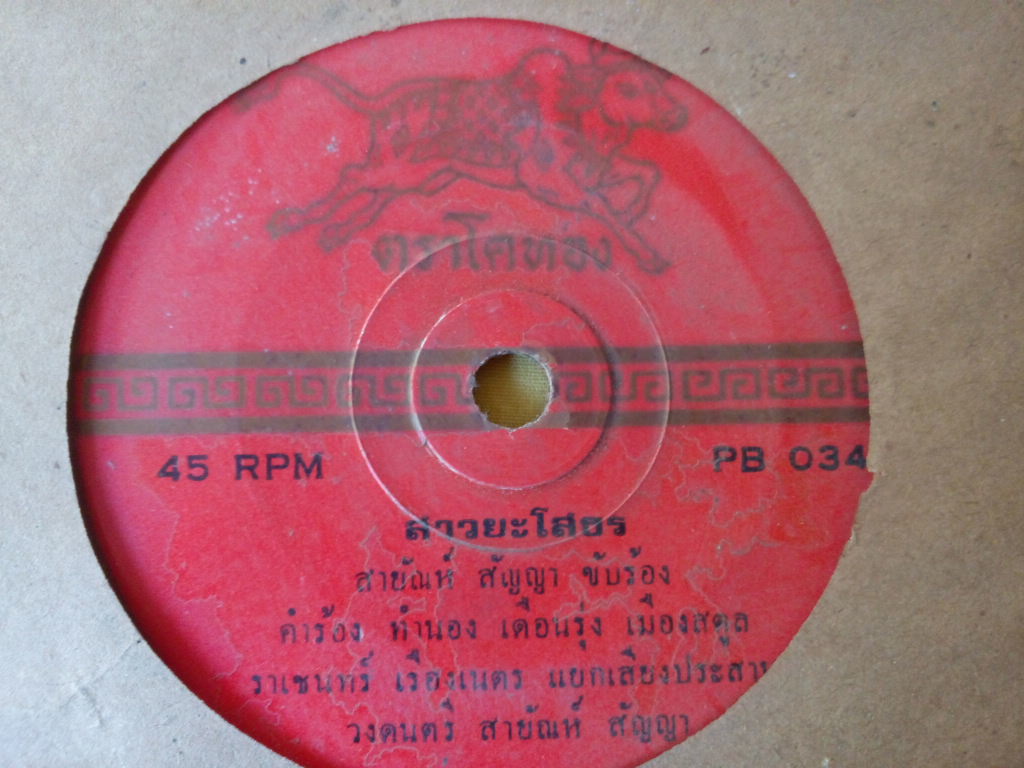 ตราโคทอง
45 RPM PB 034
สาวยะโสธร
สายัณห์ สัญญา ขับร้อง
คำร้อง ทำนอง เดือนรุ่ง เมืองสตูล
ราเชนทร์ เรืองเนตร แยกเสียงประสาน
วงดนตรี สายัณห์ สัญญา